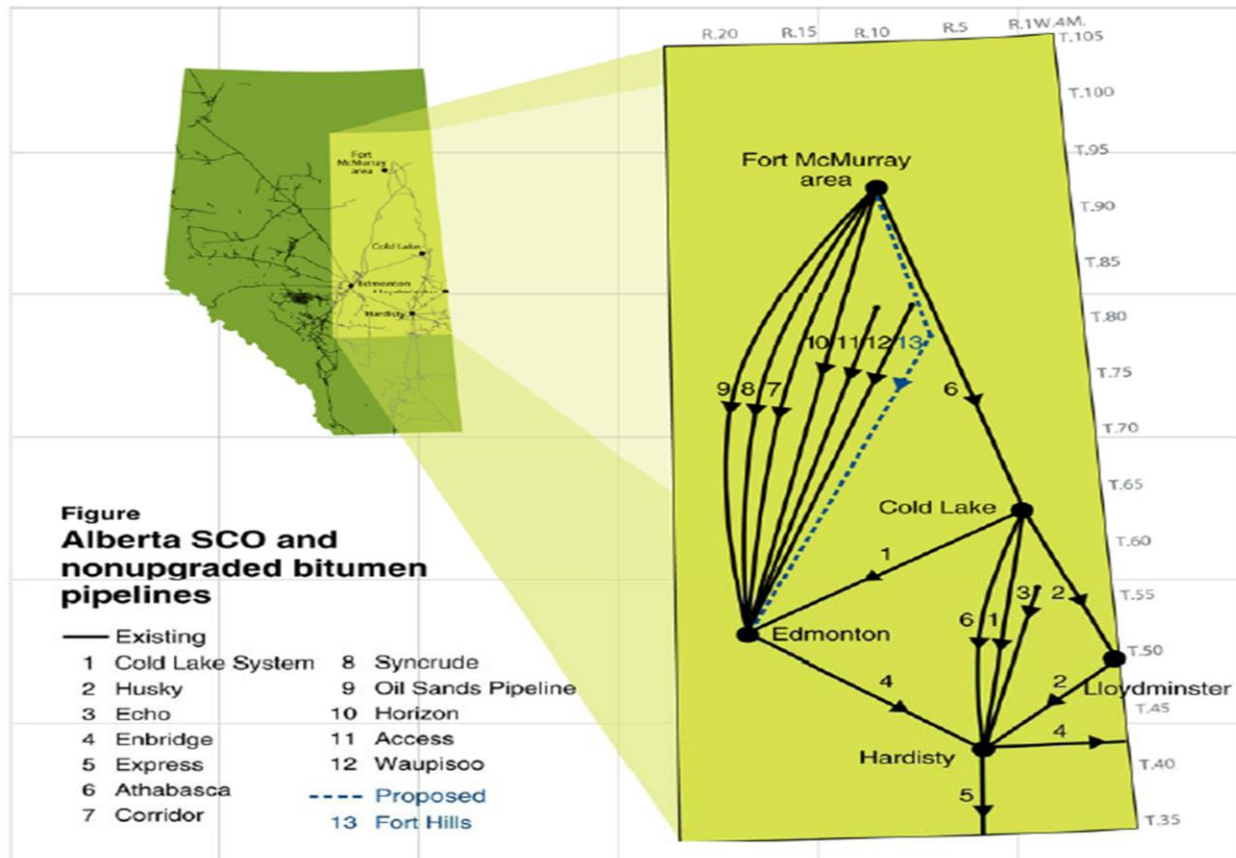 R.20 R.15 R.10 R.5 R.1W.4M.
T.105
T.100
T.95
T.90
T.85
T.80
T.75
T.70
T.65
T.60
T.55
T.50
T.45
T.40
T.35
Fort
McMurray
area
Cold Lake
Edmonton
Hardisty
Fort McMurray
area
10 11 12 13
9 8 7
6
Cold Lake
1
3 2
6 1
Edmonton
4
2
Lloydminster
4
Hardisty
5
Figure
Alberta SCO and
nonupgraded bitumen
pipelines
Existing
1 Cold Lake System
2 Husky
3 Echo
4 Enbridge
5 Express
6 Athabasca
7 Corridor
8 Syncrude
9 Oil Sands Pipeline
10 Horizon
11 Access
12 Waupisoo
Proposed
13 Fort Hills